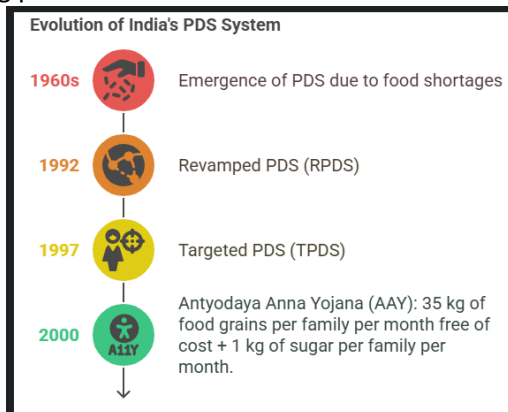 g p
Evolution of India's PDS System
1960s Emergence of PDS due to food shortages
1992 Revamped PDS (RPDS)
1997 Targeted PDS (TPDS)
Antyodaya Anna Yojana (AAY): 35 kg of
2000 food grains per family per month free of
A11Y cost + 1 kg of sugar per family per
month.